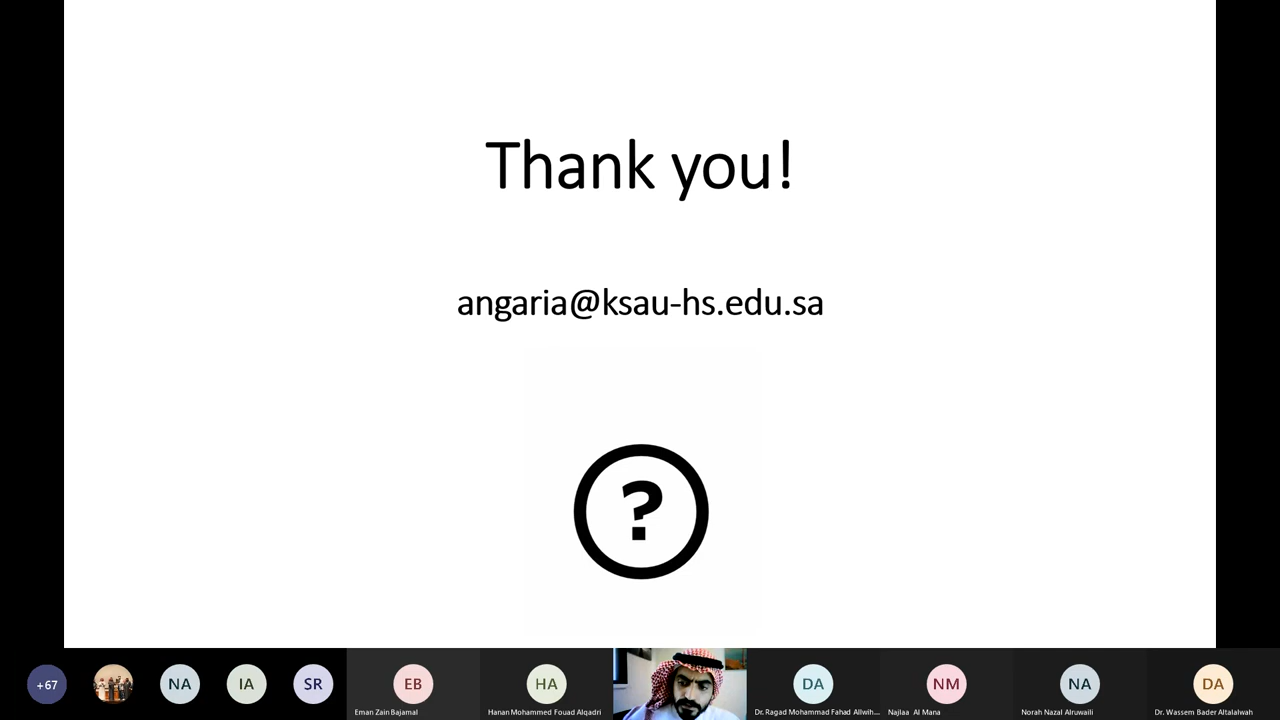 Thank you!
angaria@ksau-hs.edu.sa
?
+67
NA
IA
SR
EB
Eman Zain Bajamal
HA
Hanan Mohammed Fouad Alqadri
DA
Dr. Ragad Mohammad Fahad Allwih...
NM
Najlaa Al Mana
NA
Norah Nazal Alruwaili
DA
Dr. Wassem Bader Altalalwah